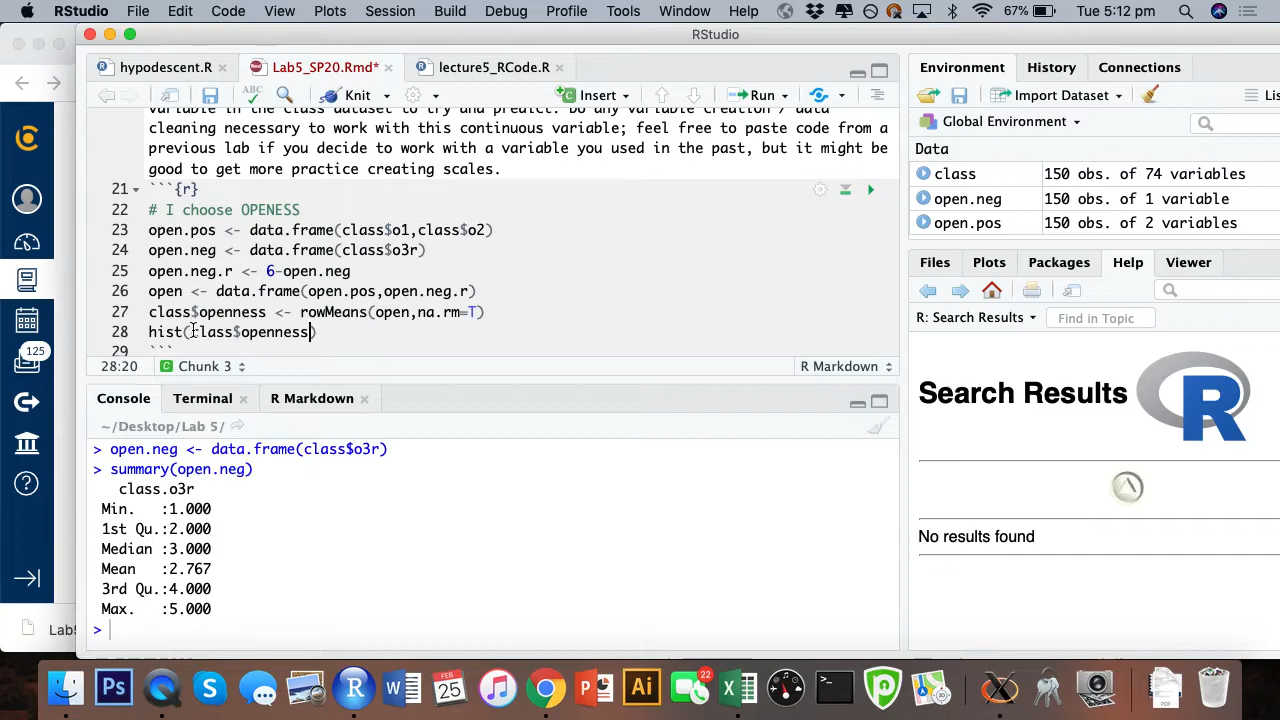 RStudio File Edit Code View Plots Session Build Debug Profile Tools Window Help 67% Tue 5:12 pm
RStudio
hypodescent.R Lab5_SP20.Rmd* lecture5_RCode.R
Environment History Connections
ABC Knit Insert Run
Import Dataset Lis
Global Environment
variable in the class dataset to try and predict. Do any variable creation / data
cleaning necessary to work with this continuous variable; feel free to paste code from a
previous lab if you decide to work with a variable you used in the past, but it might be
good to get more practice creating scales.
21 ```{r}
22 # I choose OPENESS
23 open.pos <- data.frame(class$o1,class$o2)
24 open.neg <- data.frame(class$o3r)
25 open.neg.r <- 6-open.neg
26 open <- data.frame(open.pos,open.neg.r)
27 class$openness <- rowMeans(open,na.rm=T)
28 hist(class$openness)
29 ```
28:20 Chunk 3 R Markdown
Data
class 150 obs. of 74 variables
open.neg 150 obs. of 1 variable
open.pos 150 obs. of 2 variables
Files Plots Packages Help Viewer
R: Search Results Find in Topic
Search Results R
No results found
Console Terminal R Markdown
~/Desktop/Lab 5/
> open.neg <- data.frame(class$o3r)
> summary(open.neg)
class.o3r
Min. :1.000
1st Qu.:2.000
Median :3.000
Mean :2.767
3rd Qu.:4.000
Max. :5.000
>
125
Lab5
Ps S R W FEB 25 22 P Ai X P
PDF